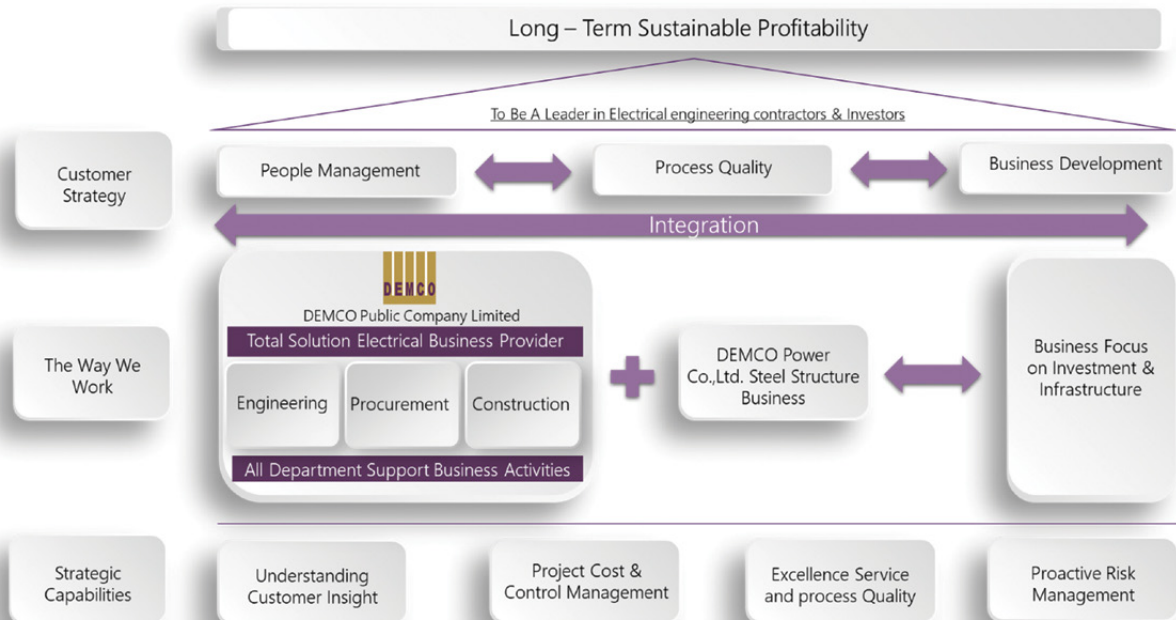 Long – Term Sustainable Profitability
To Be A Leader in Electrical engineering contractors & Investors
Customer
Strategy
People Management
Process Quality
Business Development
Integration
The Way We
Work
DEMCO
DEMCO Public Company Limited
Total Solution Electrical Business Provider
Engineering
Procurement
Construction
All Department Support Business Activities
DEMCO Power
Co.,Ltd. Steel Structure
Business
Business Focus
on Investment &
Infrastructure
Strategic
Capabilities
Understanding
Customer Insight
Project Cost &
Control Management
Excellence Service
and process Quality
Proactive Risk
Management